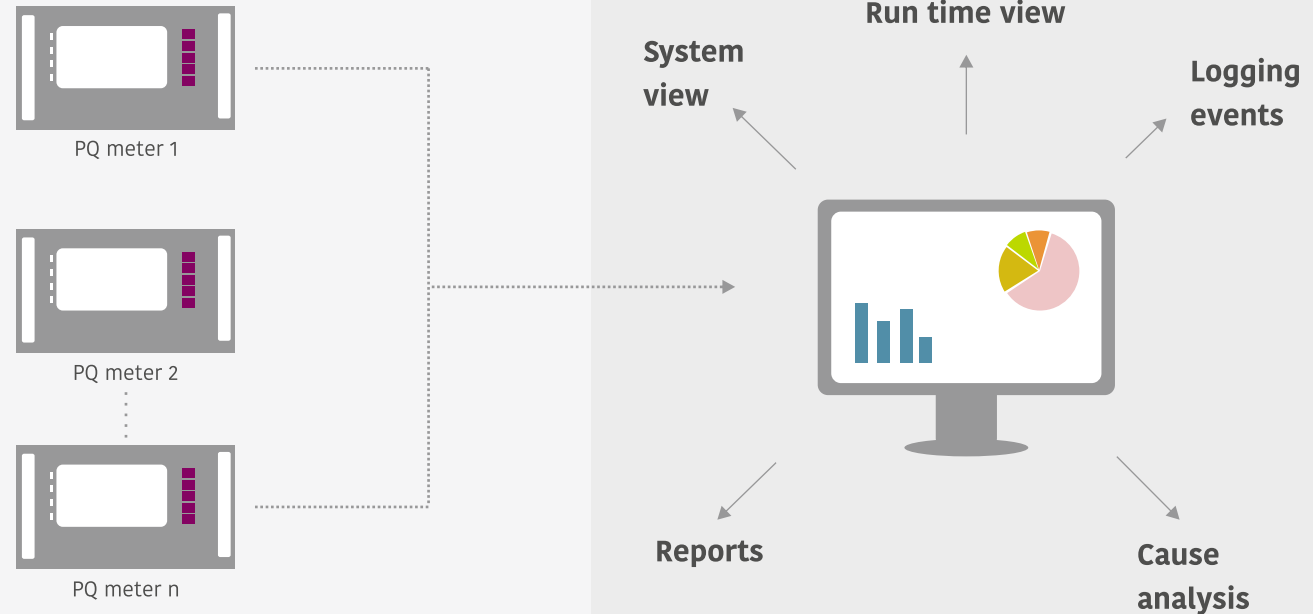 PQ meter 1
PQ meter 2
PQ meter n
Run time view
System
view
Logging
events
Reports
Cause
analysis